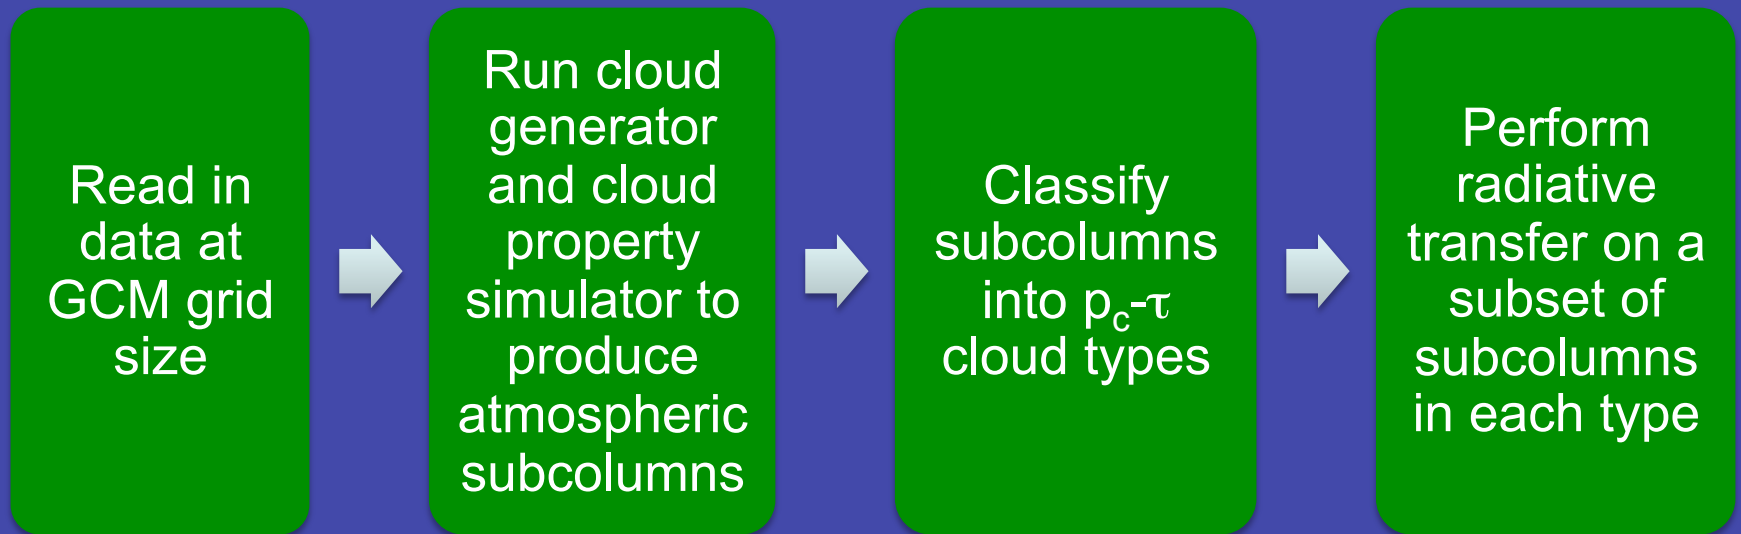 Read in
data at
GCM grid
size
Run cloud
generator
and cloud
property
simulator to
produce
atmospheric
subcolumns
Classify
subcolumns
into pc-τ
cloud types
Perform
radiative
transfer on a
subset of
subcolumns
in each type